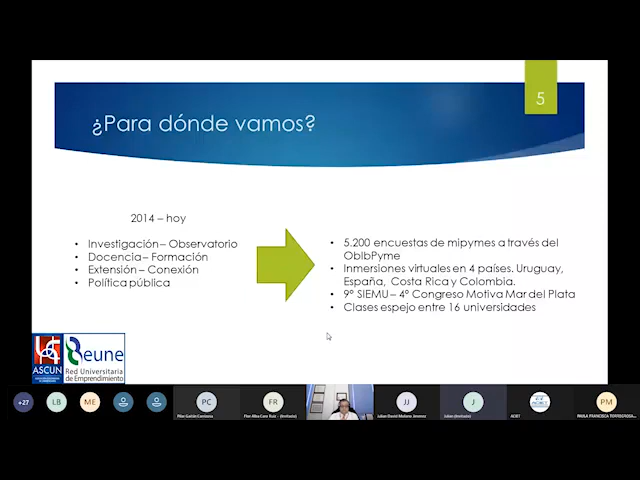 5
¿Para dónde vamos?
2014 – hoy
• Investigación – Observatorio
• Docencia – Formación
• Extensión – Conexión
• Política pública
• 5.200 encuestas de mipymes a través del
OblbPyme
• Inmersiones virtuales en 4 países. Uruguay,
España, Costa Rica y Colombia.
• 9° SIEMU – 4° Congreso Motiva Mar del Plata
• Clases espejo entre 16 universidades
ASCUN
Reune
Red Universitaria
de Emprendimiento
+27
LB
ME
PC
FR
JJ
J
PM